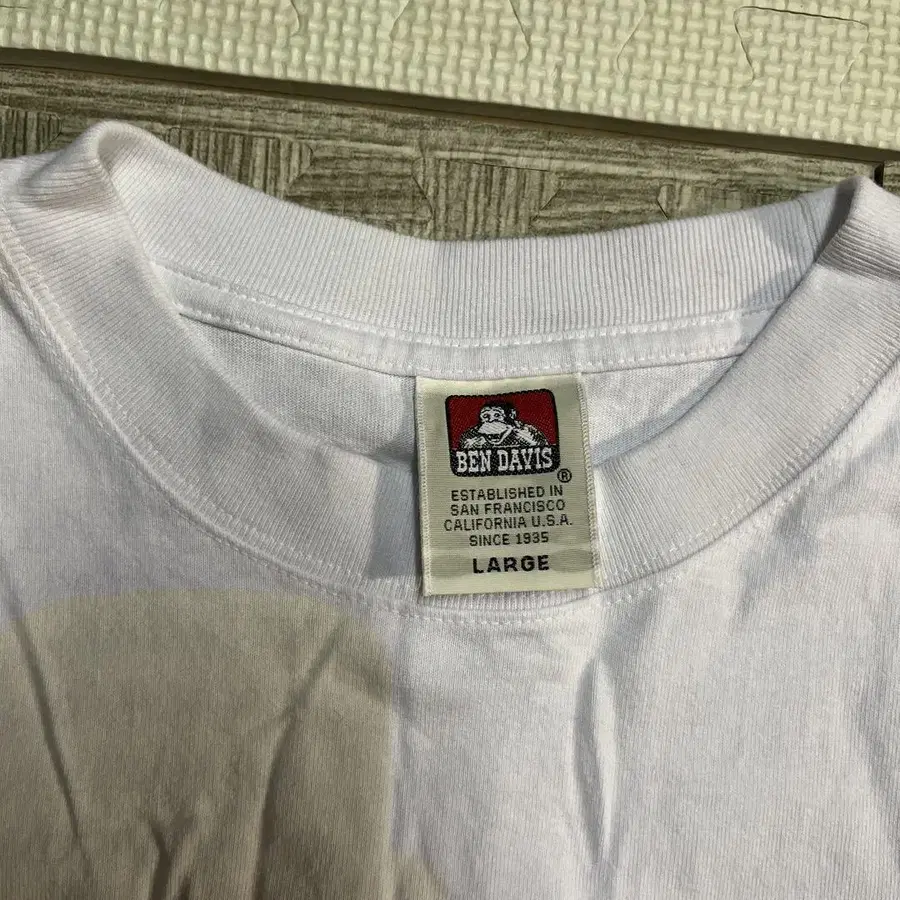 BEN DAVIS
®
ESTABLISHED IN
SAN FRANCISCO
CALIFORNIA U.S.A.
SINCE 1935
LARGE